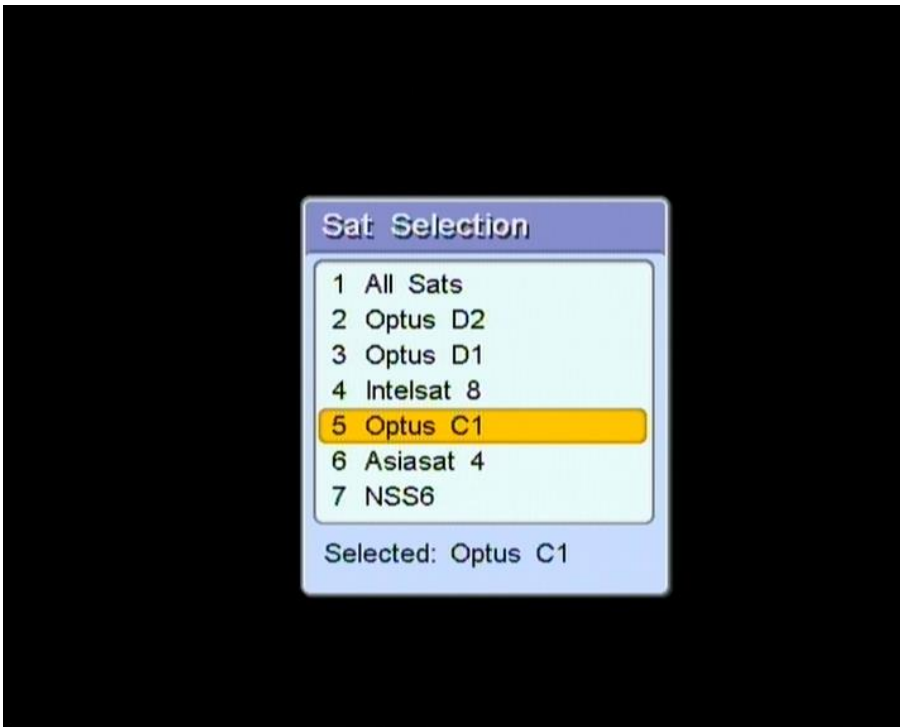 Sat Selection
1 All Sats
2 Optus D2
3 Optus D1
4 Intelsat 8
5 Optus C1
6 Asiasat 4
7 NSS6
Selected: Optus C1